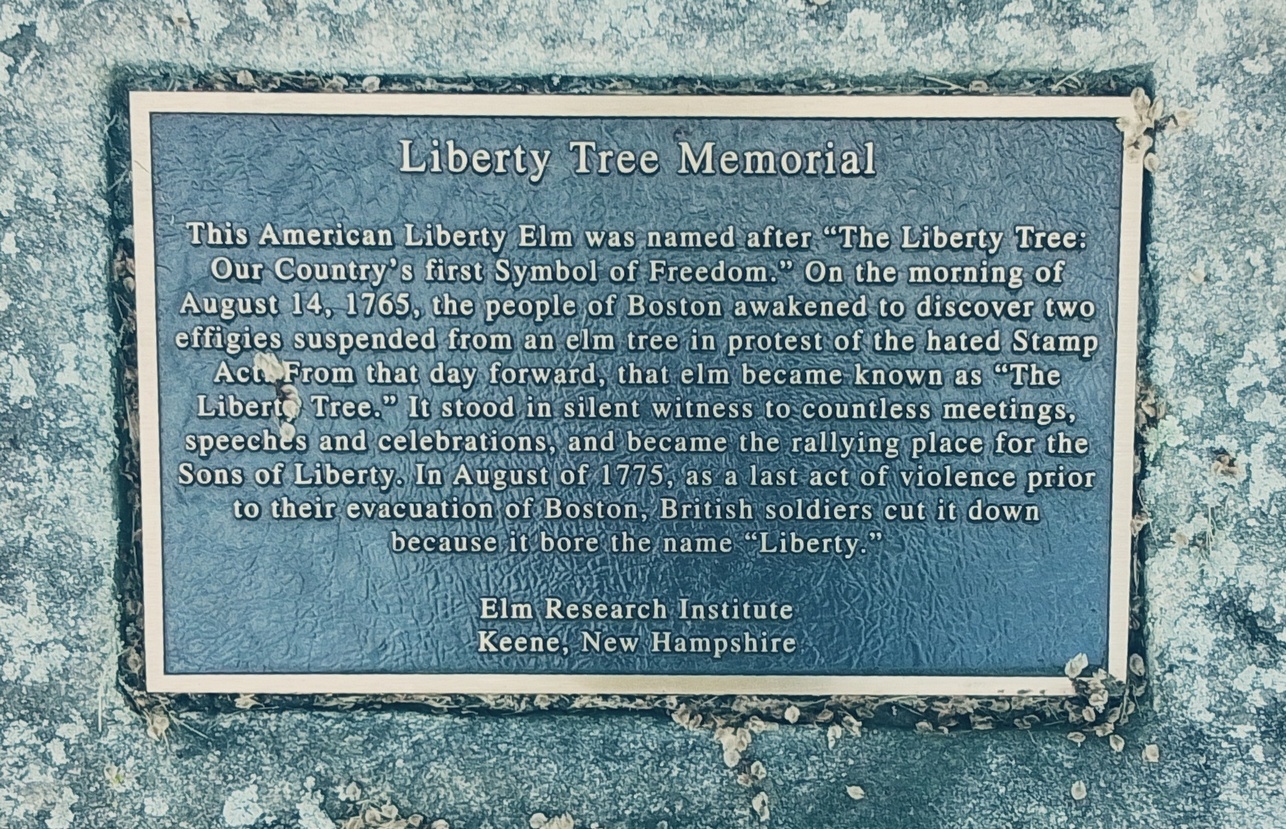 Liberty Tree Memorial
This American Liberty Elm was named after “The Liberty Tree:
Our Country’s first Symbol of Freedom.” On the morning of
August 14, 1765, the people of Boston awakened to discover two
effigies suspended from an elm tree in protest of the hated Stamp
Act. From that day forward, that elm became known as “The
Liberty Tree.” It stood in silent witness to countless meetings,
speeches and celebrations, and became the rallying place for the
Sons of Liberty. In August of 1775, as a last act of violence prior
to their evacuation of Boston, British soldiers cut it down
because it bore the name “Liberty.”
Elm Research Institute
Keene, New Hampshire